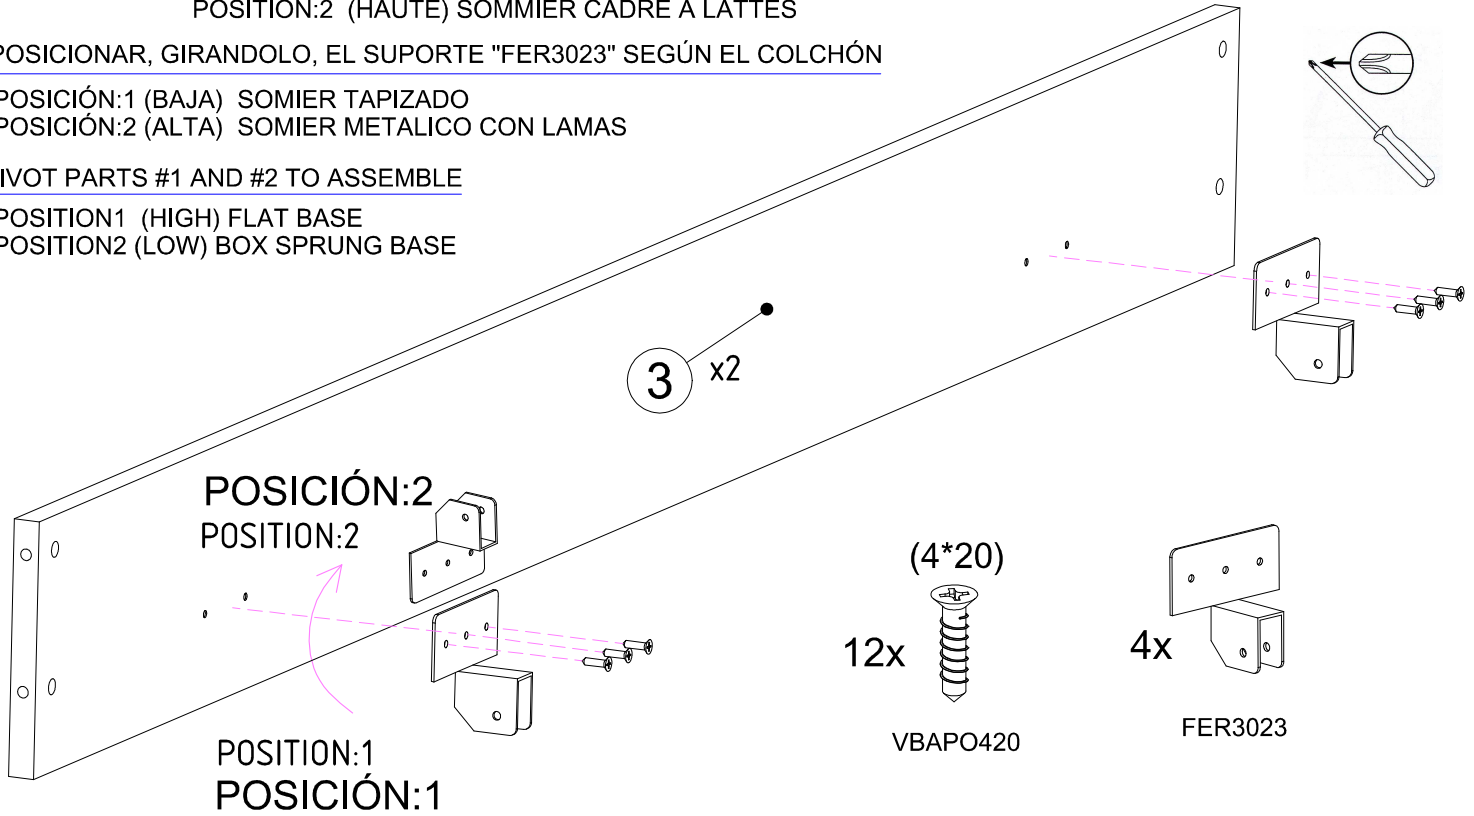 POSITION:2 (HAUTE) SOMMIER CADRE A LATTES
POSICIONAR, GIRANDOLO, EL SUPORTE "FER3023" SEGÚN EL COLCHÓN
POSICIÓN:1 (BAJA) SOMIER TAPIZADO
POSICIÓN:2 (ALTA) SOMIER METALICO CON LAMAS
IVOT PARTS #1 AND #2 TO ASSEMBLE
POSITION1 (HIGH) FLAT BASE
POSITION2 (LOW) BOX SPRUNG BASE
3 x2
POSICIÓN:2
POSITION:2
POSITION:1
POSICIÓN:1
(4*20)
12x
VBAPO420
4x
FER3023